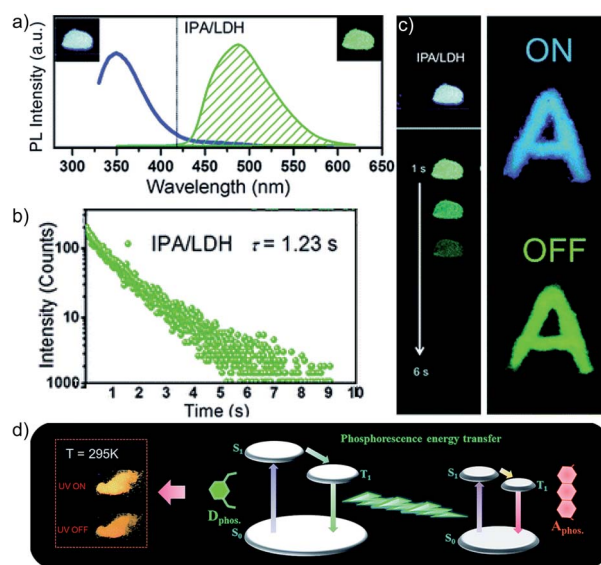 a)
IPA/LDH
PL Intensity (a.u.)
300 350 400 450 500 550 600 650
Wavelength (nm)
b)
IPA/LDH τ = 1.23 s
Intensity (Counts)
100
10
1000
1 2 3 4 5 6 7 8 9 10
Time (s)
c)
IPA/LDH
1 s
6 s
ON
A
OFF
A
d)
T = 295K
UV ON
UV OFF
Phosphorescence energy transfer
S1
T1
S0
Dphos.
S1
T1
S0
Aphos.